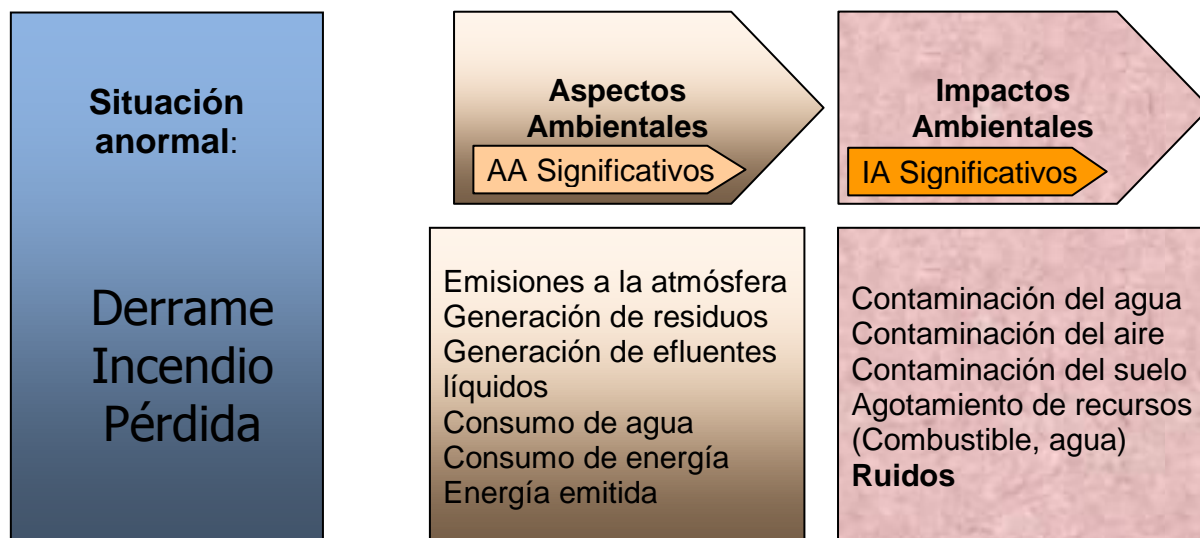 Situación
anormal:
Derrame
Incendio
Pérdida
Aspectos
Ambientales
AA Significativos
Emisiones a la atmósfera
Generación de residuos
Generación de efluentes
líquidos
Consumo de agua
Consumo de energía
Energía emitida
Impactos
Ambientales
IA Significativos
Contaminación del agua
Contaminación del aire
Contaminación del suelo
Agotamiento de recursos
(Combustible, agua)
Ruidos